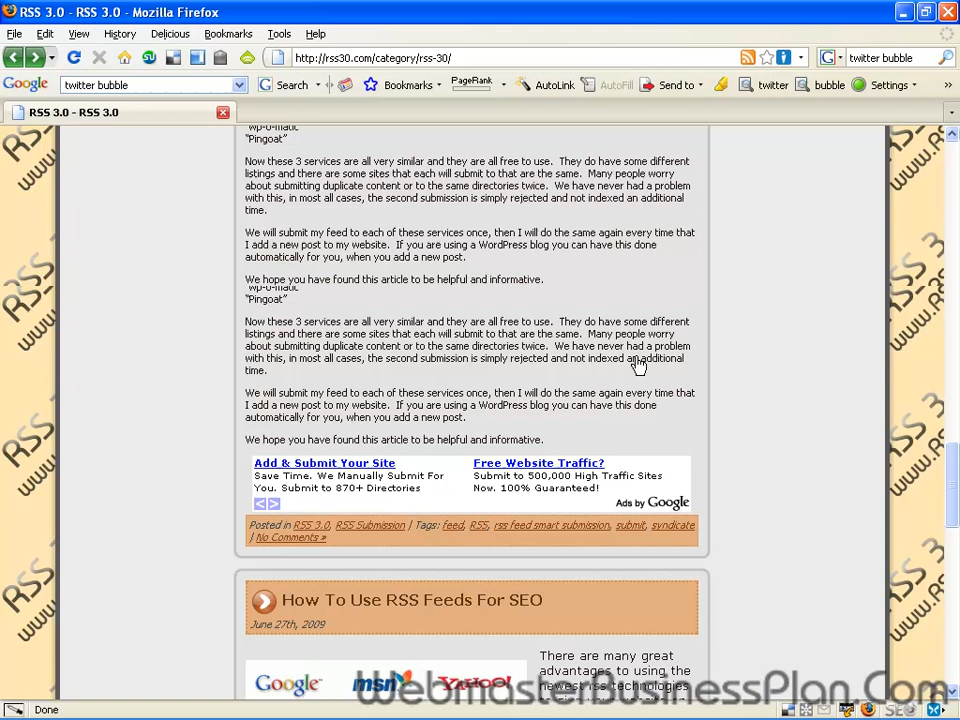 RSS 3.0 - RSS 3.0 - Mozilla Firefox
File Edit View History Delicious Bookmarks Tools Help
http://rss30.com/category/rss-30/
twitter bubble
Google twitter bubble Search Bookmarks PageRank AutoLink AutoFill Send to twitter bubble Settings »
RSS 3.0 - RSS 3.0
"Pingoat"
Now these 3 services are all very similar and they are all free to use. They do have some different
listings and there are some sites that each will submit to that are the same. Many people worry
about submitting duplicate content or to the same directories twice. We have never had a problem
with this, in most all cases, the second submission is simply rejected and not indexed an additional
time.
We will submit my feed to each of these services once, then I will do the same again every time that
I add a new post to my website. If you are using a WordPress blog you can have this done
automatically for you, when you add a new post.
We hope you have found this article to be helpful and informative.
"Pingoat"
Now these 3 services are all very similar and they are all free to use. They do have some different
listings and there are some sites that each will submit to that are the same. Many people worry
about submitting duplicate content or to the same directories twice. We have never had a problem
with this, in most all cases, the second submission is simply rejected and not indexed an additional
time.
We will submit my feed to each of these services once, then I will do the same again every time that
I add a new post to my website. If you are using a WordPress blog you can have this done
automatically for you, when you add a new post.
We hope you have found this article to be helpful and informative.
Add & Submit Your Site
Save Time. We Manually Submit For
You. Submit to 870+ Directories
Free Website Traffic?
Submit to 500,000 High Traffic Sites
Now. 100% Guaranteed!
Ads by Google
Posted in RSS 3.0, RSS Submission | Tags: feed, RSS, rss feed smart submission, submit, syndicate
| No Comments »
How To Use RSS Feeds For SEO
June 27th, 2009
There are many great
advantages to using the
newest rss technologies
Google msn YAHOO!
WebmasterBusinessPlan.Com
Done